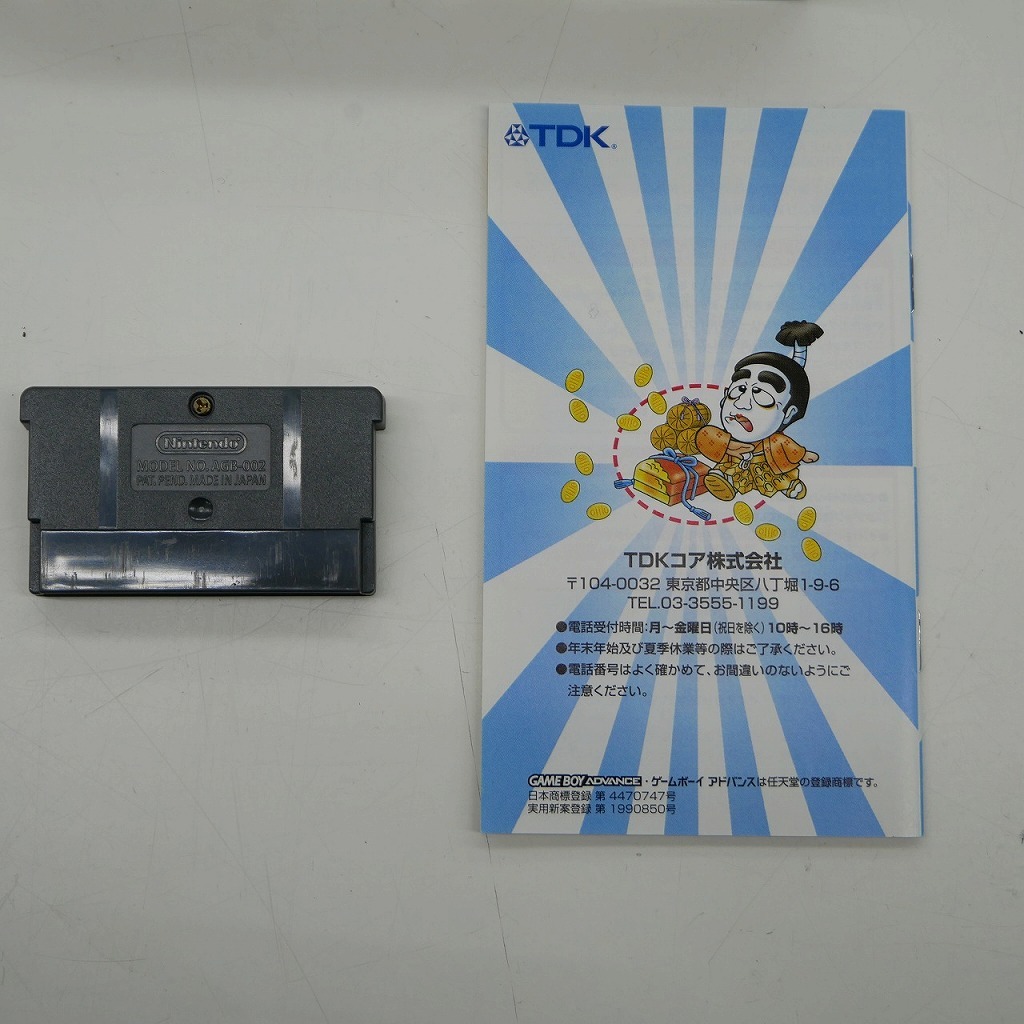 Nintendo
MODEL NO. AGB-002
PAT. PEND. MADE IN JAPAN
TDK®
TDKコア株式会社
〒104-0032 東京都中央区八丁堀1-9-6
TEL.03-3555-1199
●電話受付時間:月〜金曜日(祝日を除く)10時〜16時
●年末年始及び夏季休業等の際はご了承ください。
●電話番号はよく確かめて、お間違いのないようにご
注意ください。
GAME BOY ADVANCE・ゲームボーイ アドバンスは任天堂の登録商標です。
日本商標登録 第 4470747号
実用新案登録 第 1990850号